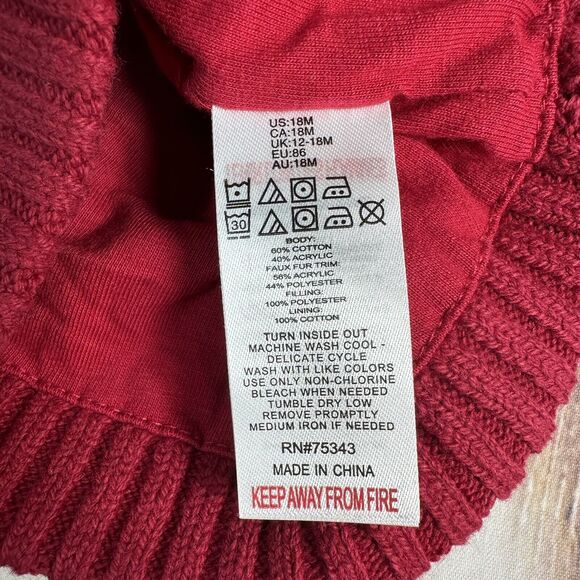 US:18M
CA:18M
UK:12-18M
EU:86
AU:18M
30
BODY:
60% COTTON
40% ACRYLIC
FAUX FUR TRIM:
56% ACRYLIC
44% POLYESTER
FILLING:
100% POLYESTER
LINING:
100% COTTON
TURN INSIDE OUT
MACHINE WASH COOL -
DELICATE CYCLE
WASH WITH LIKE COLORS
USE ONLY NON-CHLORINE
BLEACH WHEN NEEDED
TUMBLE DRY LOW
REMOVE PROMPTLY
MEDIUM IRON IF NEEDED
RN#75343
MADE IN CHINA
KEEP AWAY FROM FIRE